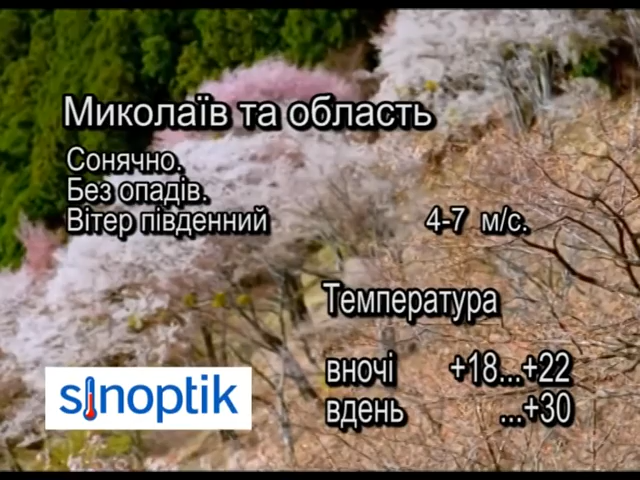 Миколаїв та область
Сонячно.
Без опадів.
Вітер південний 4-7 м/с.
Температура
вночі +18...+22
вдень ...+30
sinoptik